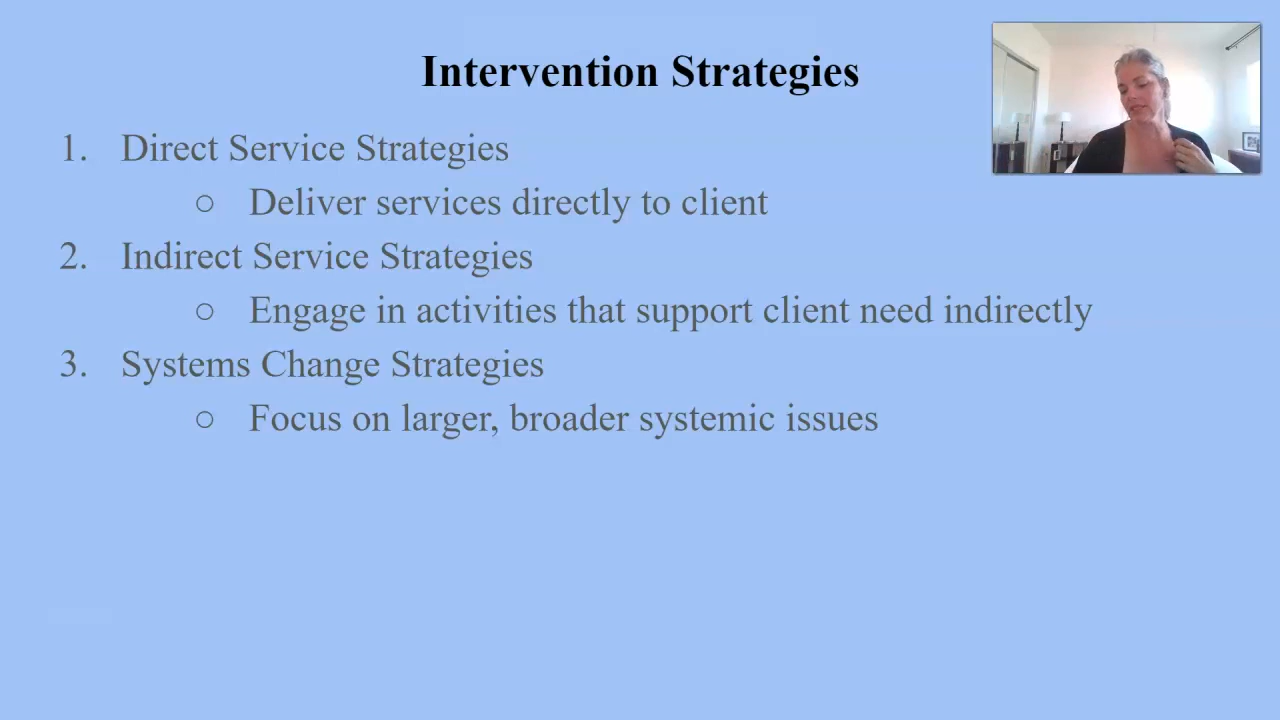 Intervention Strategies
1. Direct Service Strategies
○ Deliver services directly to client
2. Indirect Service Strategies
○ Engage in activities that support client need indirectly
3. Systems Change Strategies
○ Focus on larger, broader systemic issues